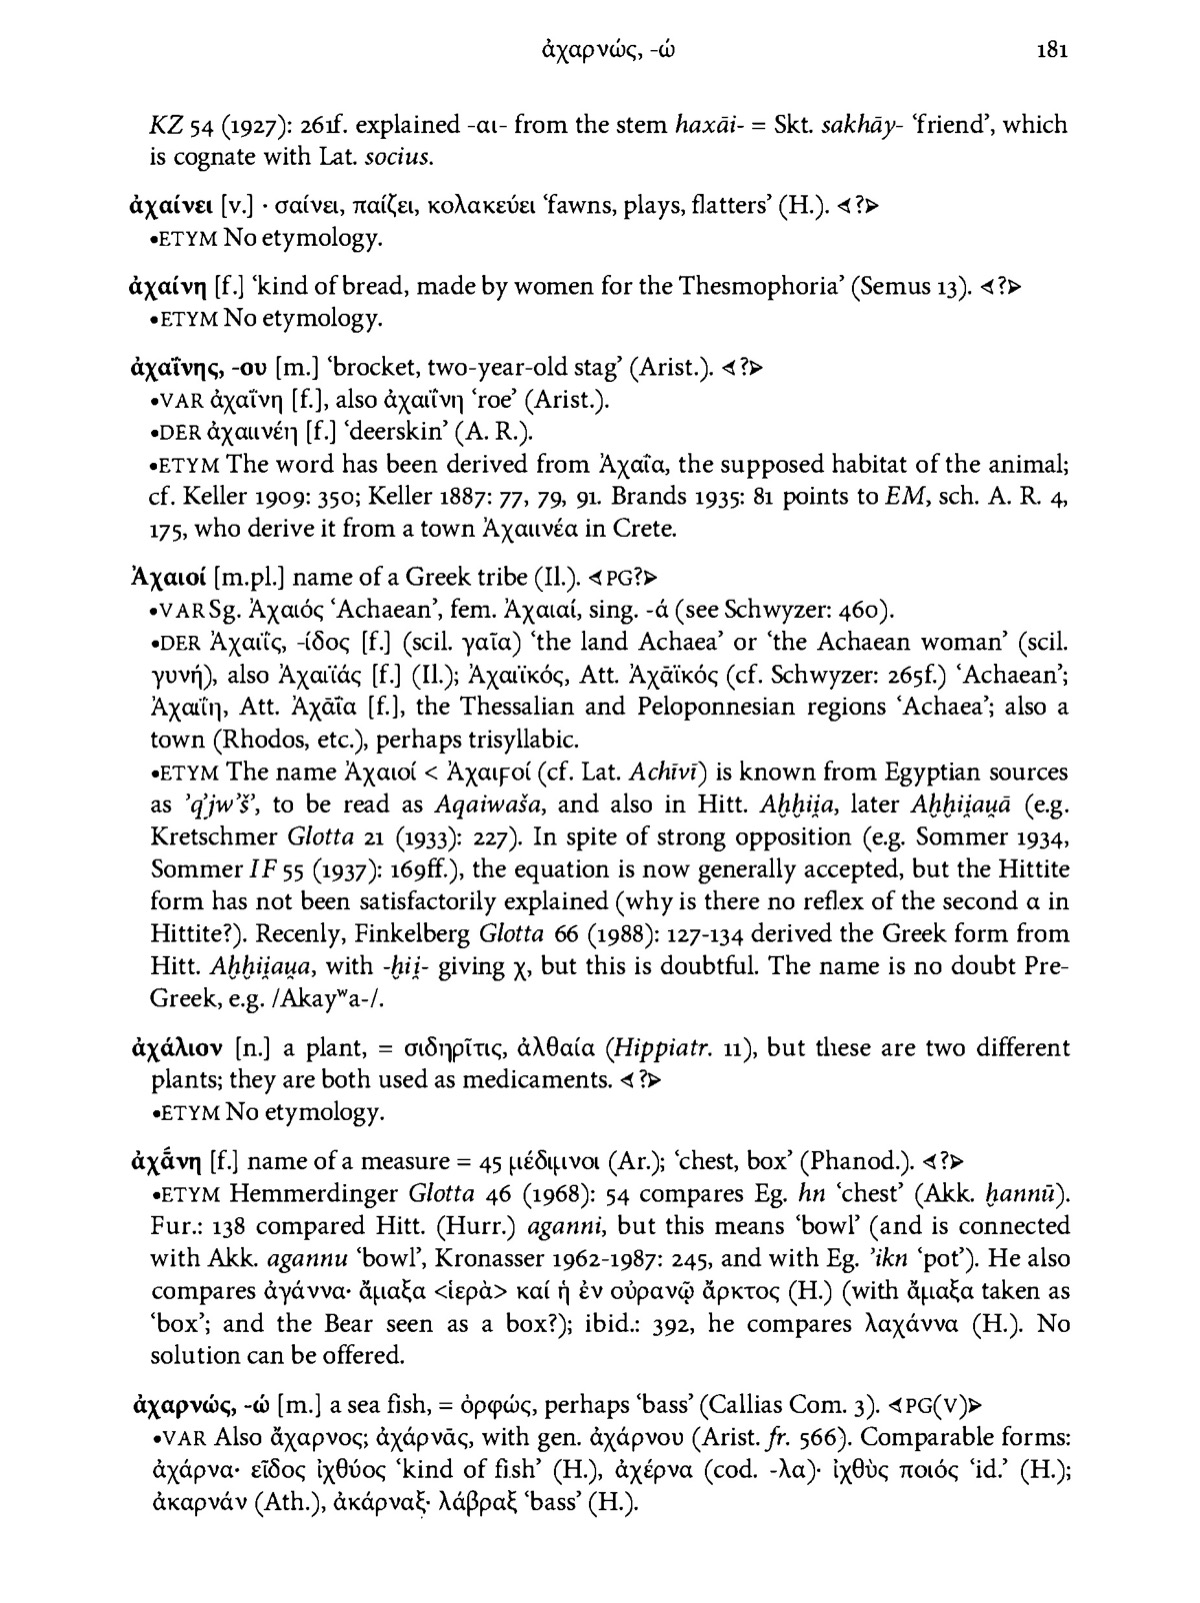 ἀχαρνώς, -ώ 181
KZ 54 (1927): 261f. explained -αι- from the stem haxāi- = Skt. sakhāy- ‘friend’, which
is cognate with Lat. socius.
ἀχαίνει [v.] · σαίνει, παίζει, κολακεύει ‘fawns, plays, flatters’ (H.). ⋖?⋗
•ETYM No etymology.
ἀχαίνη [f.] ‘kind of bread, made by women for the Thesmophoria’ (Semus 13). ⋖?⋗
•ETYM No etymology.
ἀχαΐνης, -ου [m.] ‘brocket, two-year-old stag’ (Arist.). ⋖?⋗
•VAR ἀχαΐνη [f.], also ἀχαιΐνη ‘roe’ (Arist.).
•DER ἀχαιινέη [f.] ‘deerskin’ (A. R.).
•ETYM The word has been derived from Ἀχαΐα, the supposed habitat of the animal;
cf. Keller 1909: 350; Keller 1887: 77, 79, 91. Brands 1935: 81 points to EM, sch. A. R. 4,
175, who derive it from a town Ἀχαιινέα in Crete.
Ἀχαιοί [m.pl.] name of a Greek tribe (Il.). ⋖PG?⋗
•VAR Sg. Ἀχαιός ‘Achaean’, fem. Ἀχαιαί, sing. -ά (see Schwyzer: 460).
•DER Ἀχαιΐς, -ίδος [f.] (scil. γαῖα) ‘the land Achaea’ or ‘the Achaean woman’ (scil.
γυνή), also Ἀχαιϊάς [f.] (Il.); Ἀχαιϊκός, Att. Ἀχᾱϊκός (cf. Schwyzer: 265f.) ‘Achaean’;
Ἀχαιΐη, Att. Ἀχᾱΐα [f.], the Thessalian and Peloponnesian regions ‘Achaea’; also a
town (Rhodos, etc.), perhaps trisyllabic.
•ETYM The name Ἀχαιοί < Ἀχαιϝοί (cf. Lat. Achīvī) is known from Egyptian sources
as ’q’jw’š’, to be read as Aqaiwaša, and also in Hitt. Aḫḫii̯a, later Aḫḫii̯au̯ā (e.g.
Kretschmer Glotta 21 (1933): 227). In spite of strong opposition (e.g. Sommer 1934,
Sommer IF 55 (1937): 169ff.), the equation is now generally accepted, but the Hittite
form has not been satisfactorily explained (why is there no reflex of the second α in
Hittite?). Recenly, Finkelberg Glotta 66 (1988): 127-134 derived the Greek form from
Hitt. Aḫḫii̯au̯a, with -ḫii̯- giving χ, but this is doubtful. The name is no doubt Pre-
Greek, e.g. /Akayʷa-/.
ἀχάλιον [n.] a plant, = σιδηρῖτις, ἀλθαία (Hippiatr. 11), but these are two different
plants; they are both used as medicaments. ⋖?⋗
•ETYM No etymology.
ἀχᾱ́νη [f.] name of a measure = 45 μέδιμνοι (Ar.); ‘chest, box’ (Phanod.). ⋖?⋗
•ETYM Hemmerdinger Glotta 46 (1968): 54 compares Eg. hn ‘chest’ (Akk. ḫannū).
Fur.: 138 compared Hitt. (Hurr.) aganni, but this means ‘bowl’ (and is connected
with Akk. agannu ‘bowl’, Kronasser 1962-1987: 245, and with Eg. ’ikn ‘pot’). He also
compares ἀγάννα· ἅμαξα <ἱερὰ> καί ἡ ἐν οὐρανῷ ἄρκτος (H.) (with ἅμαξα taken as
‘box’; and the Bear seen as a box?); ibid.: 392, he compares λαχάννα (H.). No
solution can be offered.
ἀχαρνώς, -ώ [m.] a sea fish, = ὀρφώς, perhaps ‘bass’ (Callias Com. 3). ⋖PG(V)⋗
•VAR Also ἄχαρνος; ἀχάρνᾱς, with gen. ἀχάρνου (Arist. fr. 566). Comparable forms:
ἀχάρνα· εἶδος ἰχθύος ‘kind of fish’ (H.), ἀχέρνα (cod. -λα)· ἰχθὺς ποιός ‘id.’ (H.);
ἀκαρνάν (Ath.), ἀκάρναξ· λάβραξ ‘bass’ (H.).